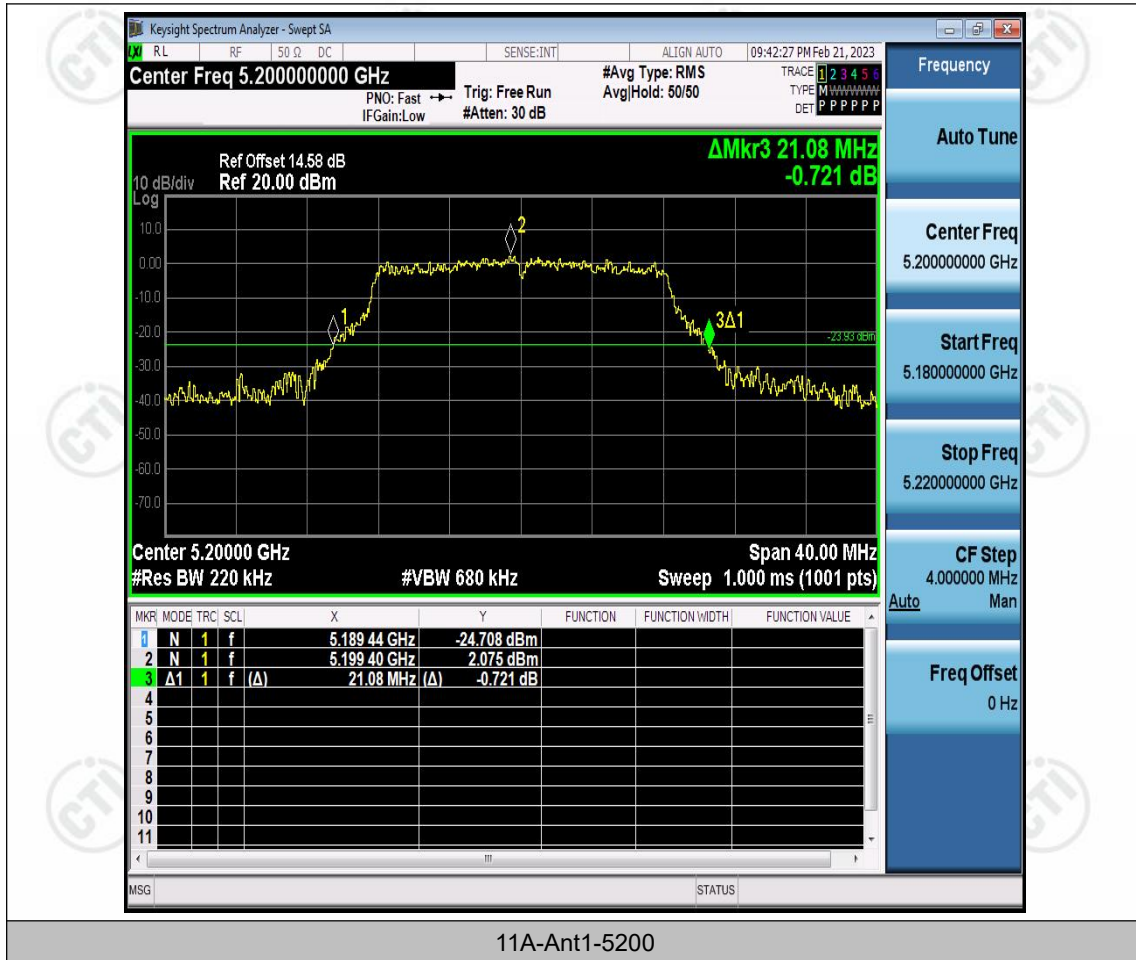 Keysight Spectrum Analyzer - Swept SA
LXI RL RF 50 Ω DC SENSE:INT ALIGN AUTO 09:42:27 PM Feb 21, 2023
Center Freq 5.200000000 GHz
PNO: Fast
IFGain:Low
Trig: Free Run
#Atten: 30 dB
#Avg Type: RMS
Avg|Hold: 50/50
TRACE 1 2 3 4 5 6
TYPE M WWWWW
DET P P P P P P
Ref Offset 14.58 dB
10 dB/div Ref 20.00 dBm
Log
ΔMkr3 21.08 MHz
-0.721 dB
10.0
0.00
-10.0
-20.0
-30.0
-40.0
-50.0
-60.0
-70.0
1
2
3Δ1
-23.93 dBm
Center 5.20000 GHz Span 40.00 MHz
#Res BW 220 kHz #VBW 680 kHz Sweep 1.000 ms (1001 pts)
MKR MODE TRC SCL X Y FUNCTION FUNCTION WIDTH FUNCTION VALUE
1 N 1 f 5.189 44 GHz -24.708 dBm
2 N 1 f 5.199 40 GHz 2.075 dBm
3 Δ1 1 f (Δ) 21.08 MHz (Δ) -0.721 dB
4
5
6
7
8
9
10
11
MSG STATUS
Frequency
Auto Tune
Center Freq
5.200000000 GHz
Start Freq
5.180000000 GHz
Stop Freq
5.220000000 GHz
CF Step
4.000000 MHz
Auto Man
Freq Offset
0 Hz
CTI
CTI
CTI
CTI
CTI
CTI
11A-Ant1-5200